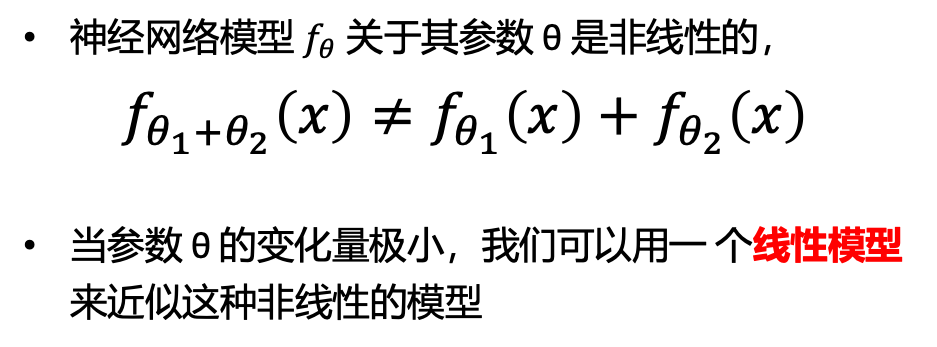 • 神经网络模型 𝑓𝜃 关于其参数 θ 是非线性的，
𝑓𝜃₁+𝜃₂(𝑥) ≠ 𝑓𝜃₁(𝑥) + 𝑓𝜃₂(𝑥)
• 当参数 θ 的变化量极小，我们可以用一个线性模型
来近似这种非线性的模型